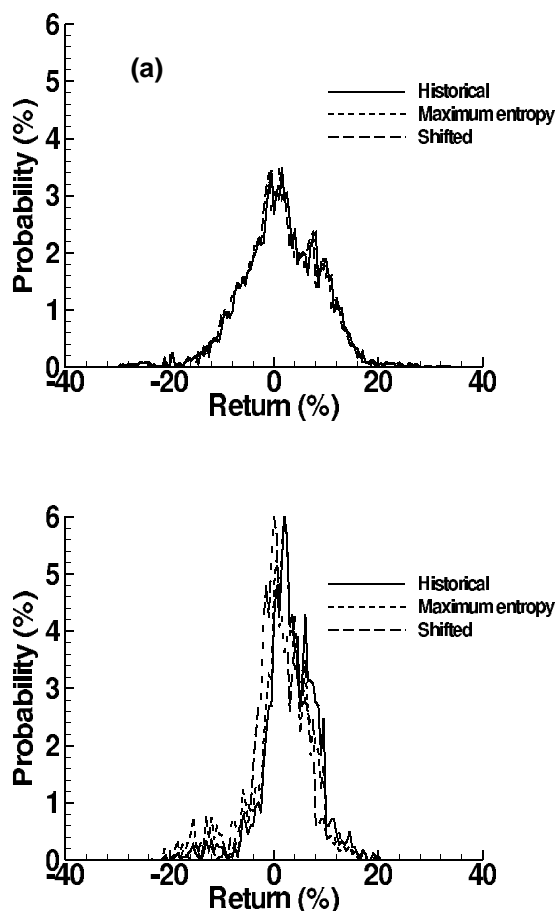 6
(a)
5
Historical
Maximum entropy
Shifted
4
3
2
1
0
Probability (%)
-40 -20 0 20 40
Return (%)
6
5
Historical
Maximum entropy
Shifted
4
3
2
1
0
Probability (%)
-40 -20 0 20 40
Return (%)